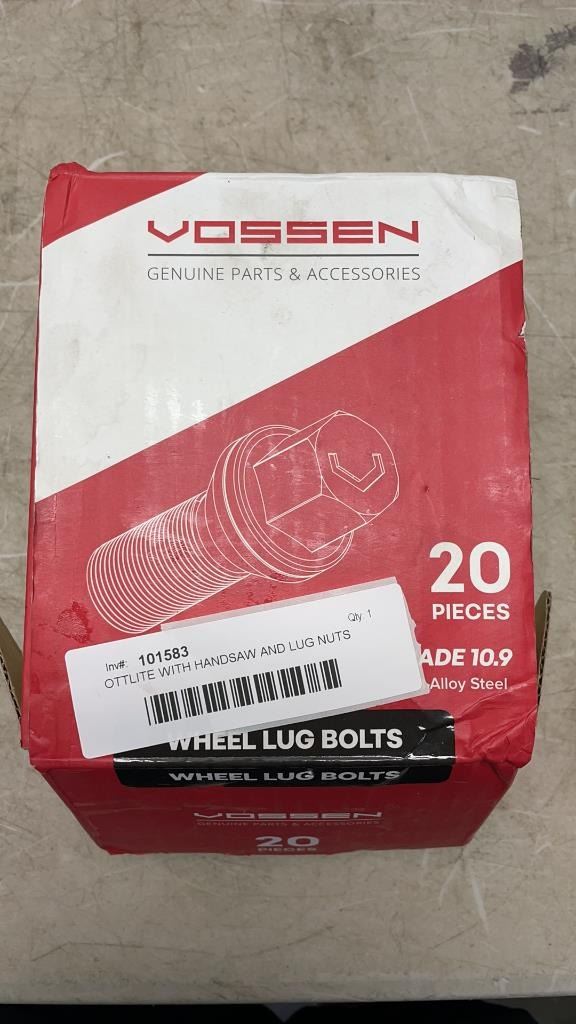 VOSSEN
GENUINE PARTS & ACCESSORIES
20
PIECES
Qty: 1
Inv#: 101583
OTTLITE WITH HANDSAW AND LUG NUTS
ADE 10.9
Alloy Steel
WHEEL LUG BOLTS
WHEEL LUG BOLTS
VOSSEN
GENUINE PARTS & ACCESSORIES
20
PIECES